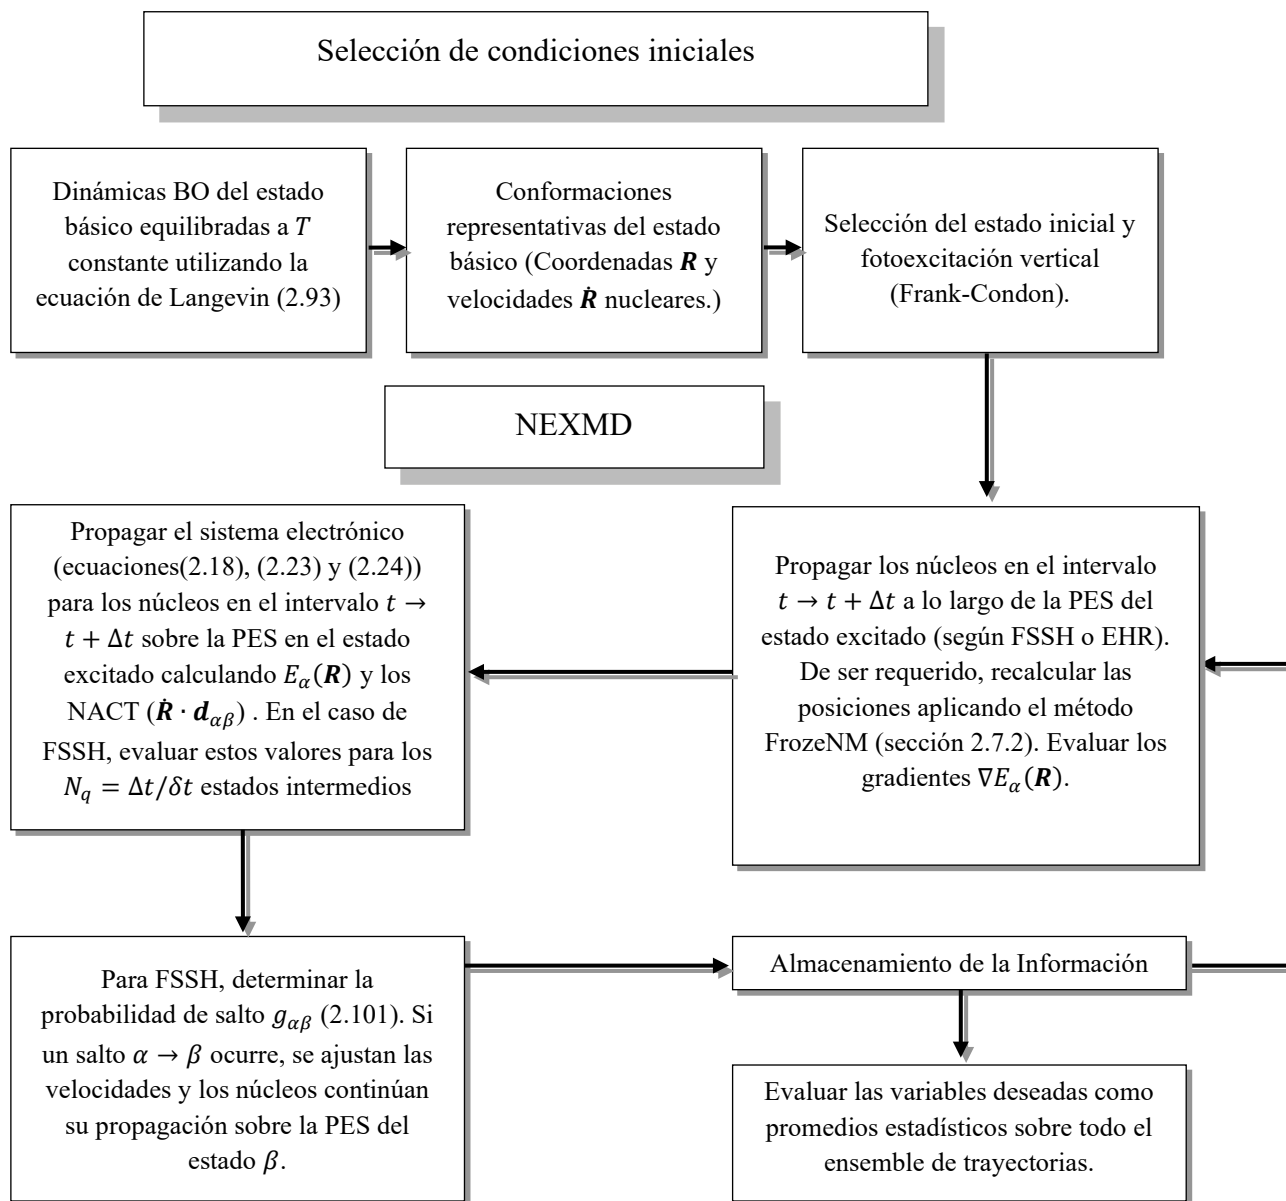 Selección de condiciones iniciales
Dinámicas BO del estado
básico equilibradas a T
constante utilizando la
ecuación de Langevin (2.93)
Conformaciones
representativas del estado
básico (Coordenadas R y
velocidades Ṙ nucleares.)
Selección del estado inicial y
fotoexcitación vertical
(Frank-Condon).
NEXMD
Propagar los núcleos en el intervalo
t → t + Δt a lo largo de la PES del
estado excitado (según FSSH o EHR).
De ser requerido, recalcular las
posiciones aplicando el método
FrozeNM (sección 2.7.2). Evaluar los
gradientes ∇E_α(R).
Propagar el sistema electrónico
(ecuaciones(2.18), (2.23) y (2.24))
para los núcleos en el intervalo t →
t + Δt sobre la PES en el estado
excitado calculando E_α(R) y los
NACT (Ṙ · d_αβ) . En el caso de
FSSH, evaluar estos valores para los
N_q = Δt/δt estados intermedios
Para FSSH, determinar la
probabilidad de salto g_αβ (2.101). Si
un salto α → β ocurre, se ajustan las
velocidades y los núcleos continúan
su propagación sobre la PES del
estado β.
Almacenamiento de la Información
Evaluar las variables deseadas como
promedios estadísticos sobre todo el
ensemble de trayectorias.